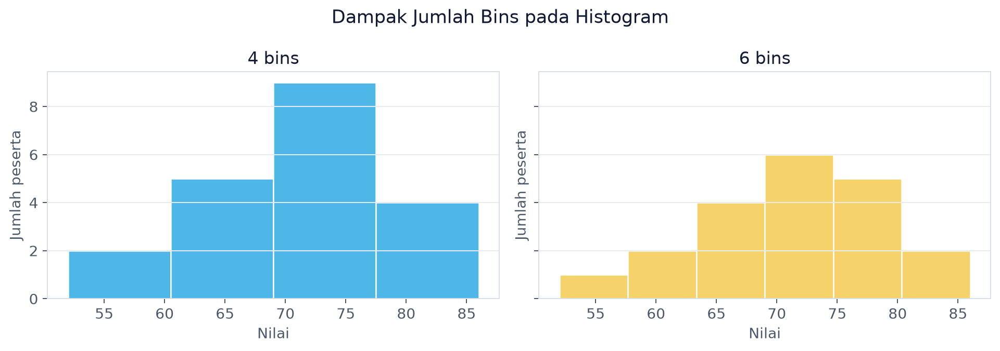 Dampak Jumlah Bins pada Histogram
4 bins
Jumlah peserta
8
6
4
2
0
55 60 65 70 75 80 85
Nilai
6 bins
Jumlah peserta
55 60 65 70 75 80 85
Nilai